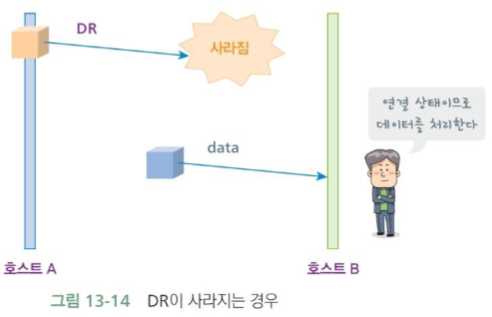 DR
사라짐
연결 상태이므로
데이터를 처리한다
data
호스트 A
호스트 B
그림 13-14 DR이 사라지는 경우